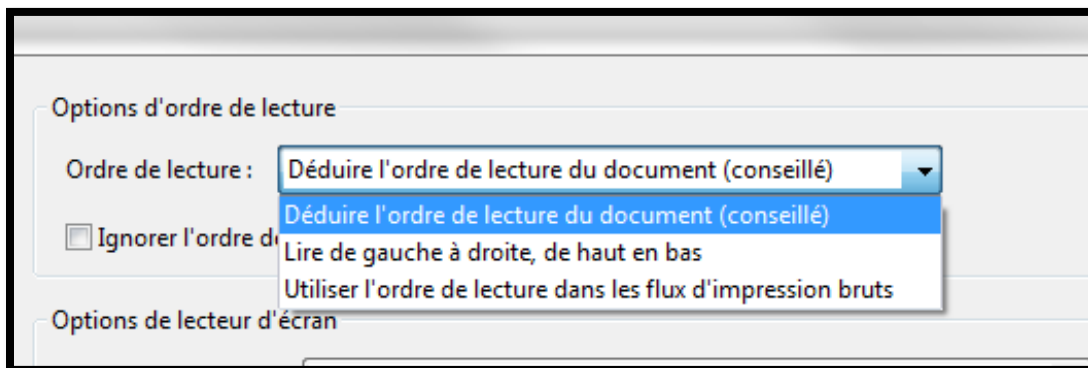 Options d'ordre de lecture
Ordre de lecture : Déduire l'ordre de lecture du document (conseillé)
Déduire l'ordre de lecture du document (conseillé)
Ignorer l'ordre
Lire de gauche à droite, de haut en bas
Utiliser l'ordre de lecture dans les flux d'impression bruts
Options de lecteur d'écran